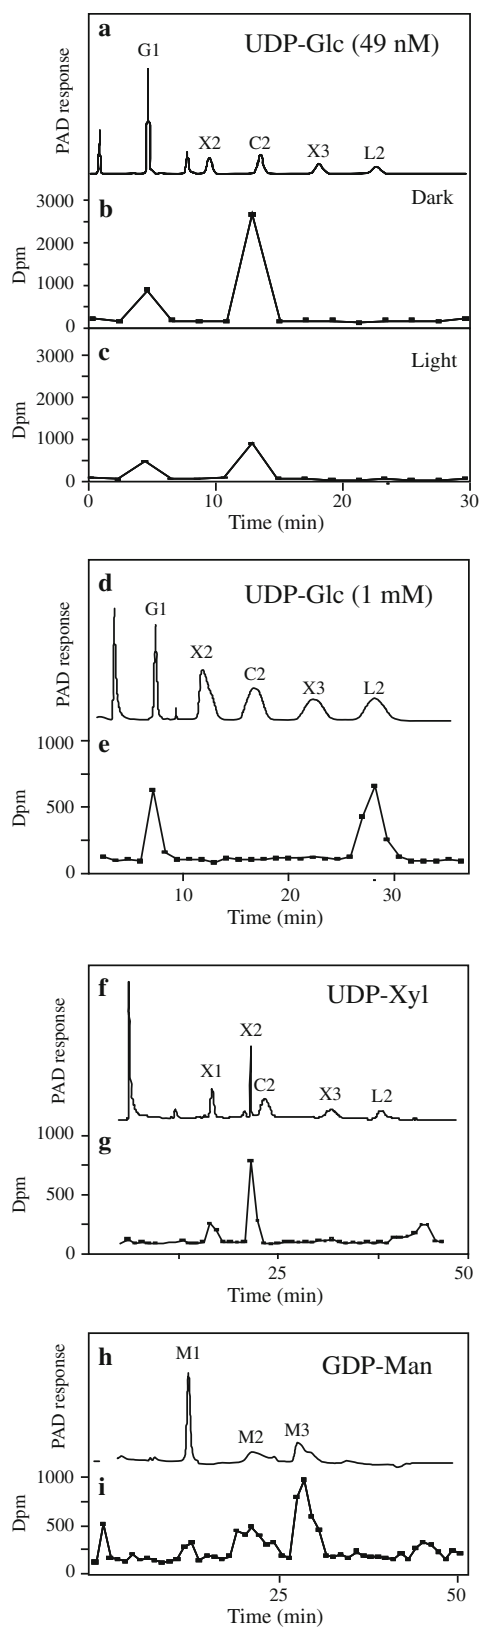 a
UDP-Glc (49 nM)
PAD response
G1
X2
C2
X3
L2
b
Dark
Dpm
3000
2000
1000
0
c
Light
Dpm
3000
2000
1000
0
0 10 20 30
Time (min)
d
UDP-Glc (1 mM)
PAD response
G1
X2
C2
X3
L2
e
Dpm
1000
500
0
10 20 30
Time (min)
f
UDP-Xyl
PAD response
X1
X2
C2
X3
L2
g
Dpm
1000
500
0
25 50
Time (min)
h
GDP-Man
PAD response
M1
M2
M3
i
Dpm
1000
500
0
25 50
Time (min)